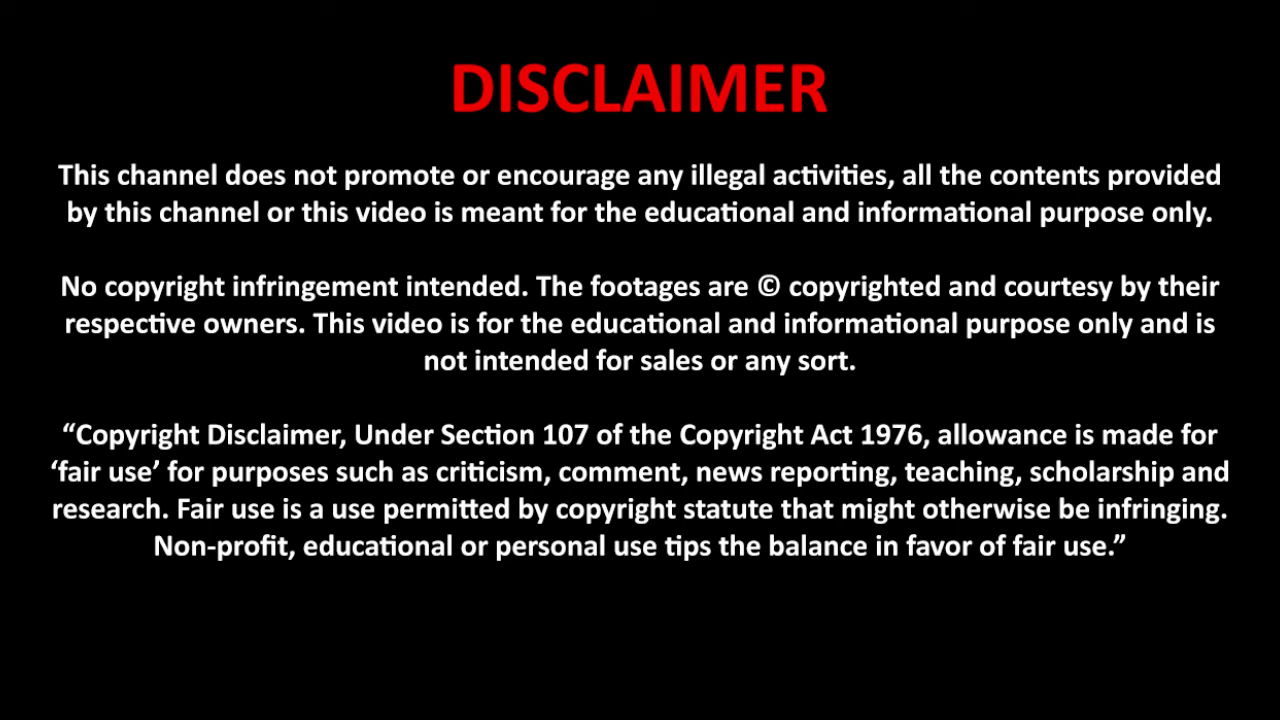 DISCLAIMER
This channel does not promote or encourage any illegal activities, all the contents provided
by this channel or this video is meant for the educational and informational purpose only.
No copyright infringement intended. The footages are © copyrighted and courtesy by their
respective owners. This video is for the educational and informational purpose only and is
not intended for sales or any sort.
“Copyright Disclaimer, Under Section 107 of the Copyright Act 1976, allowance is made for
‘fair use’ for purposes such as criticism, comment, news reporting, teaching, scholarship and
research. Fair use is a use permitted by copyright statute that might otherwise be infringing.
Non-profit, educational or personal use tips the balance in favor of fair use.”